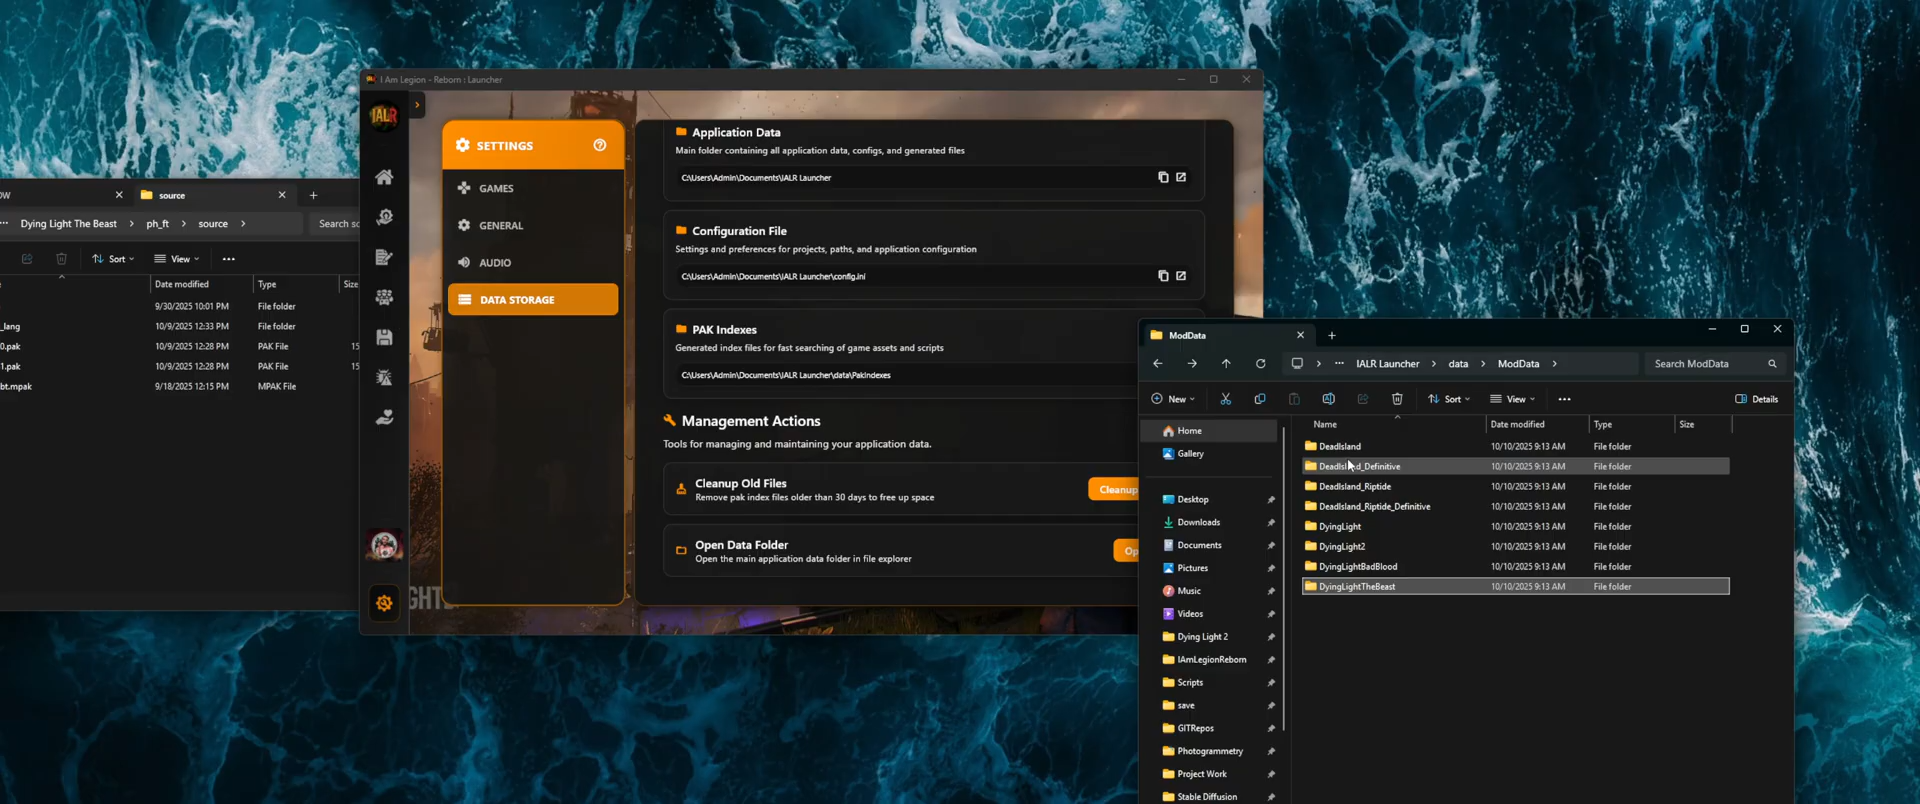 source
Dying Light The Beast
ph_ft
source
Search
Sort
View
Date modified
Type
Size
9/30/2025 10:01 PM
File folder
_lang
10/9/2025 12:33 PM
File folder
0.pak
10/9/2025 12:28 PM
PAK File
15
1.pak
10/9/2025 12:28 PM
PAK File
15
bt.mpak
9/18/2025 12:15 PM
MPAK File
I Am Legion - Reborn : Launcher
IALR
SETTINGS
GAMES
GENERAL
AUDIO
DATA STORAGE
Application Data
Main folder containing all application data, configs, and generated files
C:\Users\Admin\Documents\IALR Launcher
Configuration File
Settings and preferences for projects, paths, and application configuration
C:\Users\Admin\Documents\IALR Launcher\config.ini
PAK Indexes
Generated index files for fast searching of game assets and scripts
C:\Users\Admin\Documents\IALR Launcher\data\PakIndexes
Management Actions
Tools for managing and maintaining your application data.
Cleanup Old Files
Remove pak index files older than 30 days to free up space
Cleanup
Open Data Folder
Open the main application data folder in file explorer
Op
ModData
IALR Launcher
data
ModData
Search ModData
New
Sort
View
Details
Home
Gallery
Desktop
Downloads
Documents
Pictures
Music
Videos
Dying Light 2
IAmLegionReborn
Scripts
save
GITRepos
Photogrammetry
Project Work
Stable Diffusion
Name
Date modified
Type
Size
DeadIsland
10/10/2025 9:13 AM
File folder
DeadIsland_Definitive
10/10/2025 9:13 AM
File folder
DeadIsland_Riptide
10/10/2025 9:13 AM
File folder
DeadIsland_Riptide_Definitive
10/10/2025 9:13 AM
File folder
DyingLight
10/10/2025 9:13 AM
File folder
DyingLight2
10/10/2025 9:13 AM
File folder
DyingLightBadBlood
10/10/2025 9:13 AM
File folder
DyingLightTheBeast
10/10/2025 9:13 AM
File folder